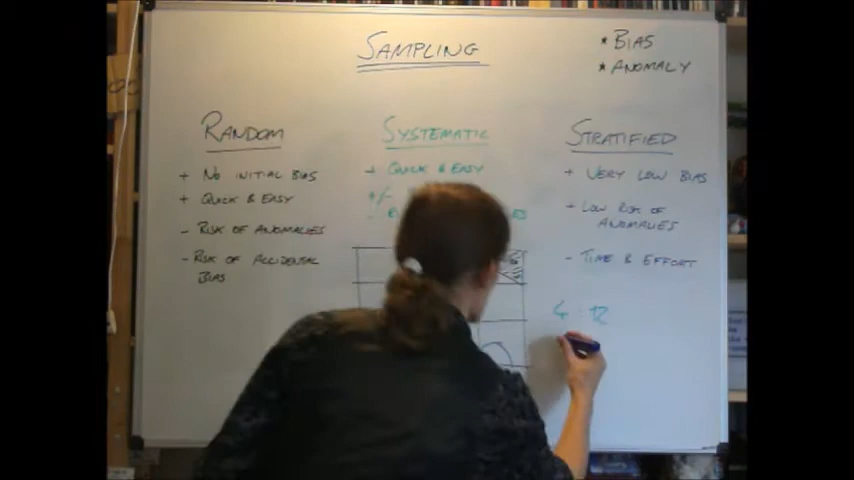 SAMPLING
* BIAS
* ANOMALY
RANDOM
+ NO INITIAL BIAS
+ QUICK & EASY
- RISK OF ANOMALIES
- RISK OF ACCIDENTAL
BIAS
SYSTEMATIC
+ QUICK & EASY
+/-
-
STRATIFIED
+ VERY LOW BIAS
+ LOW RISK OF
ANOMALIES
- TIME & EFFORT
4 : 12